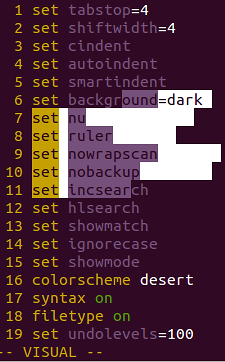 1 set tabstop=4
2 set shiftwidth=4
3 set cindent
4 set autoindent
5 set smartindent
6 set background=dark
7 set nu
8 set ruler
9 set nowrapscan
10 set nobackup
11 set incsearch
12 set hlsearch
13 set showmatch
14 set ignorecase
15 set showmode
16 colorscheme desert
17 syntax on
18 filetype on
19 set undolevels=100
-- VISUAL --